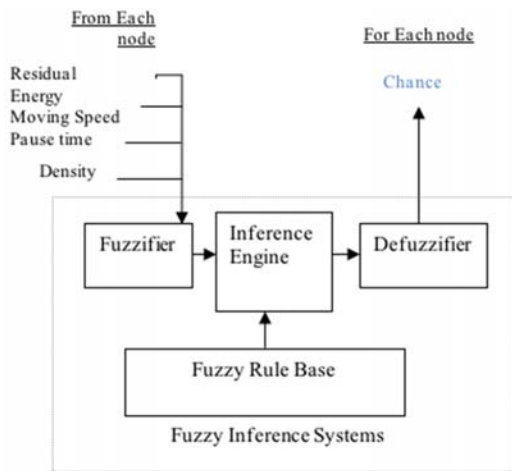 From Each
node
For Each node
Residual
Energy
Moving Speed
Pause time
Density
Chance
Fuzzifier
Inference
Engine
Defuzzifier
Fuzzy Rule Base
Fuzzy Inference Systems